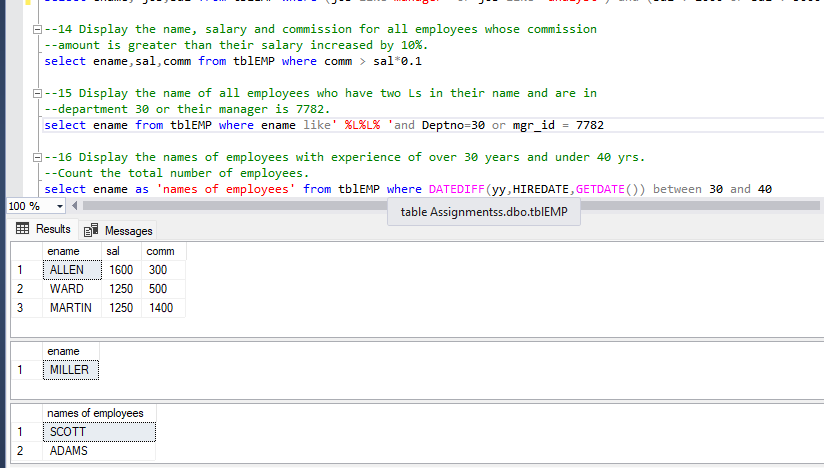 --14 Display the name, salary and commission for all employees whose commission
--amount is greater than their salary increased by 10%.
select ename,sal,comm from tblEMP where comm > sal*0.1
--15 Display the name of all employees who have two Ls in their name and are in
--department 30 or their manager is 7782.
select ename from tblEMP where ename like' %L%L% 'and Deptno=30 or mgr_id = 7782
--16 Display the names of employees with experience of over 30 years and under 40 yrs.
--Count the total number of employees.
select ename as 'names of employees' from tblEMP where DATEDIFF(yy,HIREDATE,GETDATE()) between 30 and 40
100 %
table Assignmentss.dbo.tblEMP
Results Messages
ename sal comm
1 ALLEN 1600 300
2 WARD 1250 500
3 MARTIN 1250 1400
ename
1 MILLER
names of employees
1 SCOTT
2 ADAMS